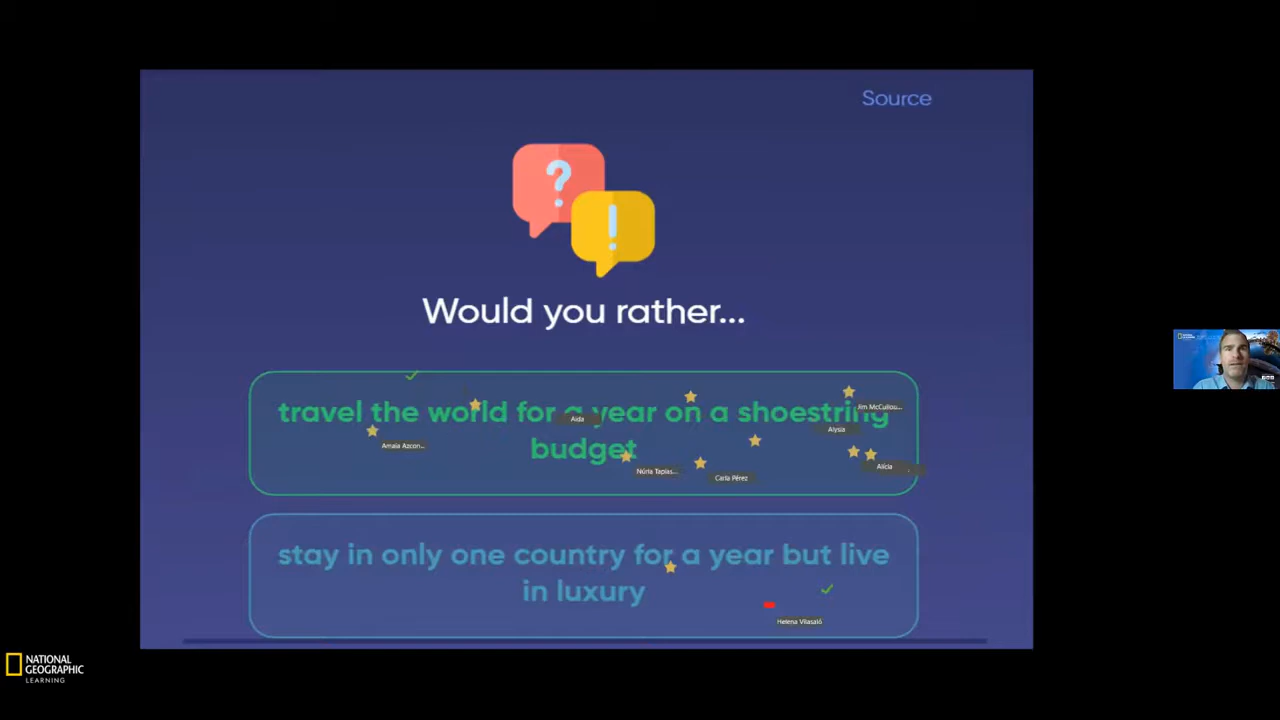 Source
?
!
Would you rather...
travel the world for a year on a shoestring
budget
Jim McCullou...
Aida
Alysia
Amaia Azcon...
Alícia
Núria Tapias...
Carla Pérez
stay in only one country for a year but live
in luxury
Helena Vilasaló
NATIONAL
GEOGRAPHIC
LEARNING